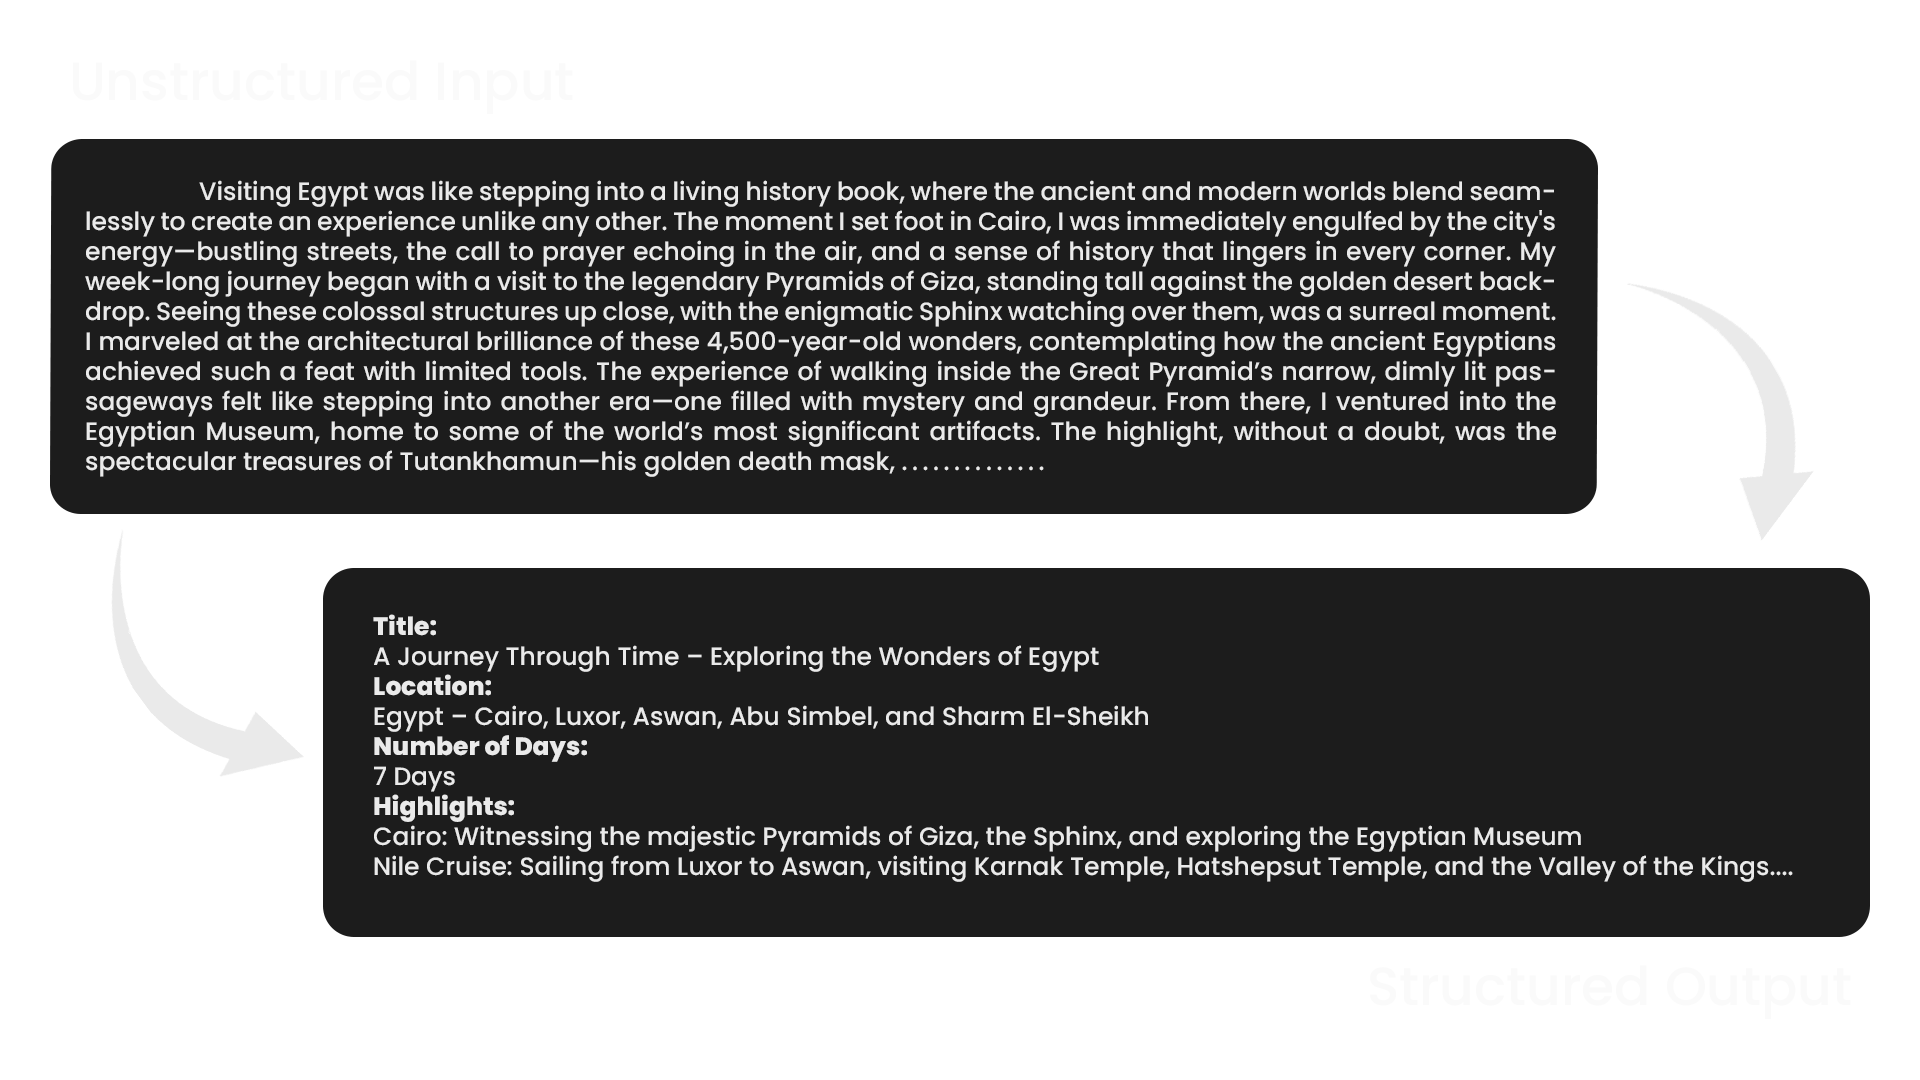 Unstructured Input
Visiting Egypt was like stepping into a living history book, where the ancient and modern worlds blend seam-
lessly to create an experience unlike any other. The moment I set foot in Cairo, I was immediately engulfed by the city's
energy—bustling streets, the call to prayer echoing in the air, and a sense of history that lingers in every corner. My
week-long journey began with a visit to the legendary Pyramids of Giza, standing tall against the golden desert back-
drop. Seeing these colossal structures up close, with the enigmatic Sphinx watching over them, was a surreal moment.
I marveled at the architectural brilliance of these 4,500-year-old wonders, contemplating how the ancient Egyptians
achieved such a feat with limited tools. The experience of walking inside the Great Pyramid’s narrow, dimly lit pas-
sageways felt like stepping into another era—one filled with mystery and grandeur. From there, I ventured into the
Egyptian Museum, home to some of the world’s most significant artifacts. The highlight, without a doubt, was the
spectacular treasures of Tutankhamun—his golden death mask, . . . . . . . . . . . . . .
Title:
A Journey Through Time – Exploring the Wonders of Egypt
Location:
Egypt – Cairo, Luxor, Aswan, Abu Simbel, and Sharm El-Sheikh
Number of Days:
7 Days
Highlights:
Cairo: Witnessing the majestic Pyramids of Giza, the Sphinx, and exploring the Egyptian Museum
Nile Cruise: Sailing from Luxor to Aswan, visiting Karnak Temple, Hatshepsut Temple, and the Valley of the Kings....
Structured Output